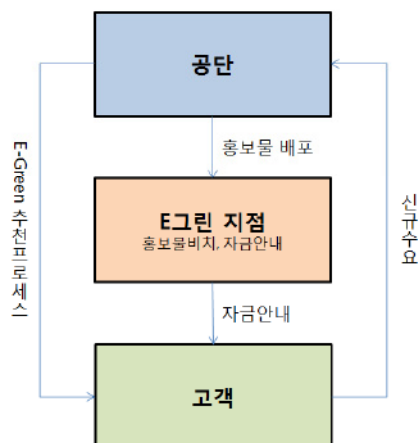 공단
홍보물 배포
E그린 지점
홍보물비치, 자금안내
자금안내
고객
E-Green 추천프로세스
신규수요